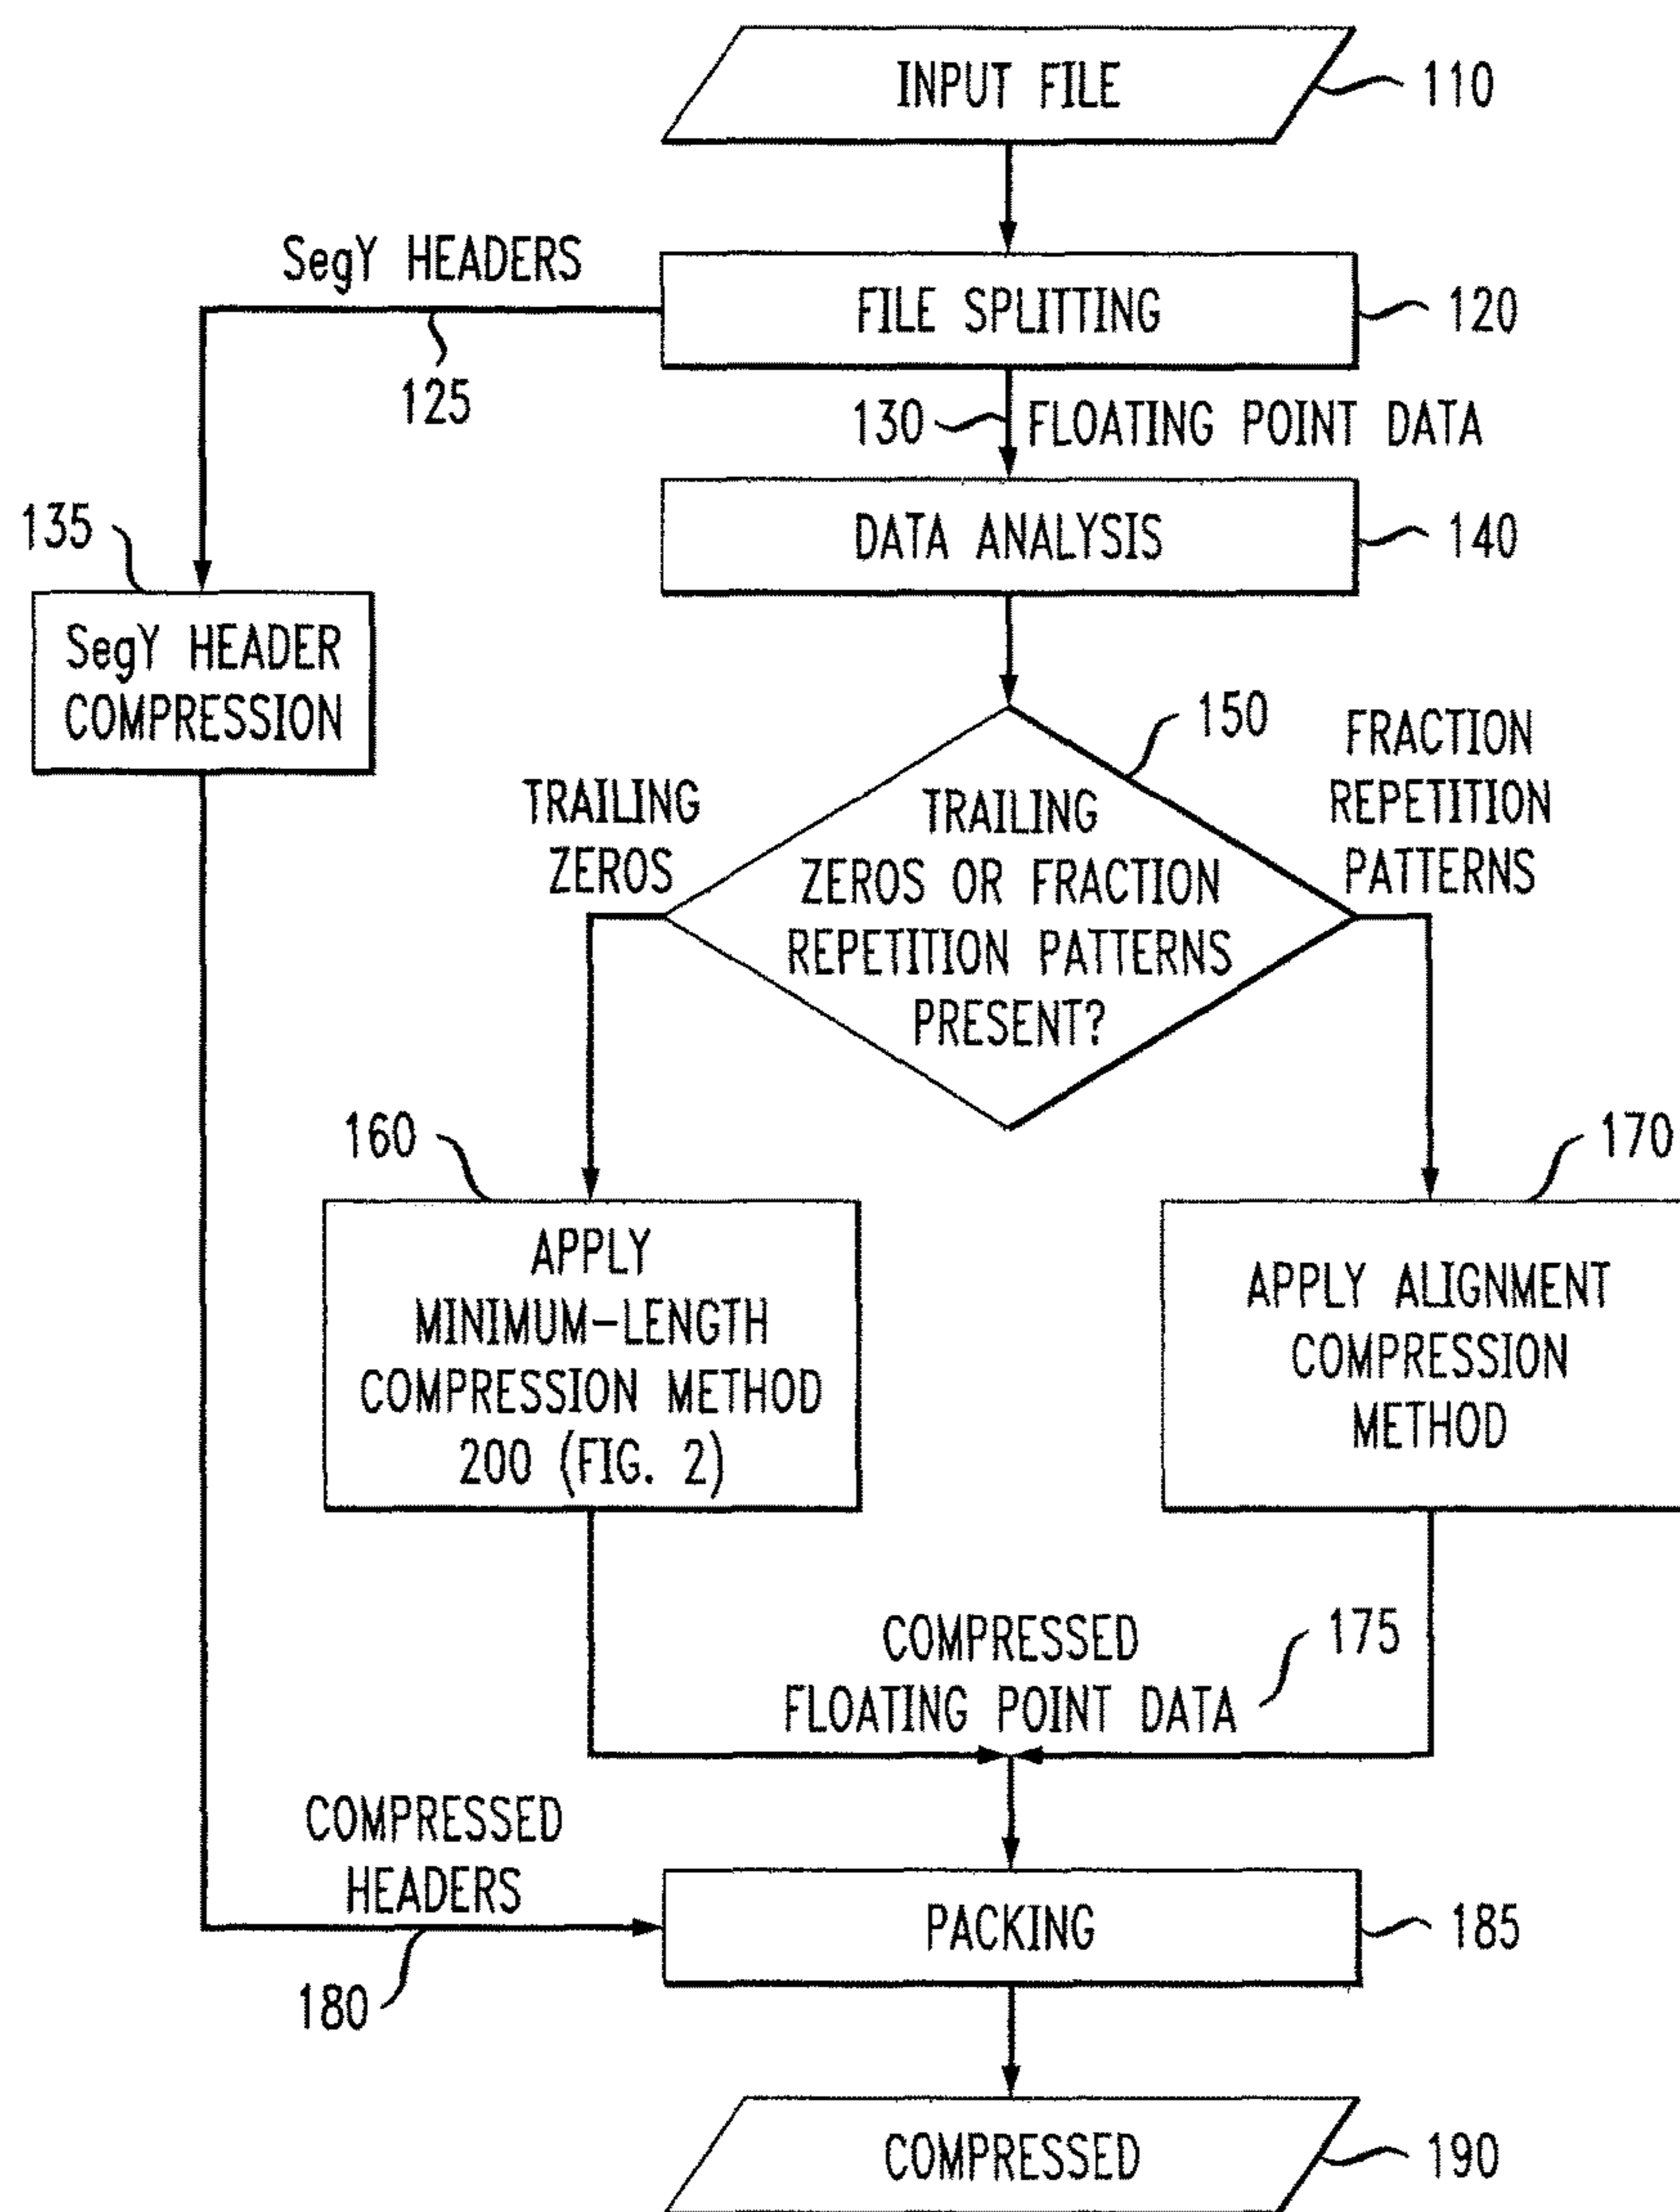 INPUT FILE
110
SegY HEADERS
FILE SPLITTING
120
125
130
FLOATING POINT DATA
DATA ANALYSIS
140
135
SegY HEADER
COMPRESSION
150
TRAILING
ZEROS
TRAILING
ZEROS OR FRACTION
REPETITION PATTERNS
PRESENT?
FRACTION
REPETITION
PATTERNS
160
APPLY
MINIMUM-LENGTH
COMPRESSION METHOD
200 (FIG. 2)
170
APPLY ALIGNMENT
COMPRESSION
METHOD
COMPRESSED
FLOATING POINT DATA
175
COMPRESSED
HEADERS
180
PACKING
185
COMPRESSED
190